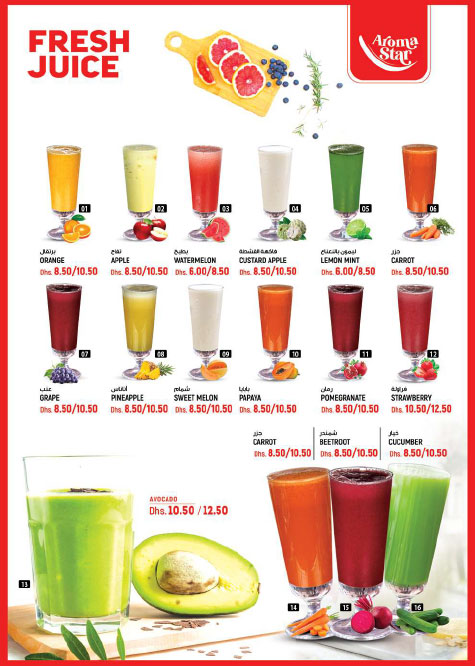 FRESH
JUICE
Aroma
Star
01
02
03
04
05
06
برتقال
ORANGE
Dhs. 8.50/10.50
تفاح
APPLE
Dhs. 8.50/10.50
بطيخ
WATERMELON
Dhs. 6.00/8.50
فاكهة القشطة
CUSTARD APPLE
Dhs. 8.50/10.50
ليمون بالنعناع
LEMON MINT
Dhs. 6.00/8.50
جزر
CARROT
Dhs. 8.50/10.50
07
08
09
10
11
12
عنب
GRAPE
Dhs. 8.50/10.50
أناناس
PINEAPPLE
Dhs. 8.50/10.50
شمام
SWEET MELON
Dhs. 8.50/10.50
بابايا
PAPAYA
Dhs. 8.50/10.50
رمان
POMEGRANATE
Dhs. 8.50/10.50
فراولة
STRAWBERRY
Dhs. 10.50/12.50
جزر
CARROT
Dhs. 8.50/10.50
شمندر
BEETROOT
Dhs. 8.50/10.50
خيار
CUCUMBER
Dhs. 8.50/10.50
AVOCADO
Dhs. 10.50 / 12.50
13
14
15
16